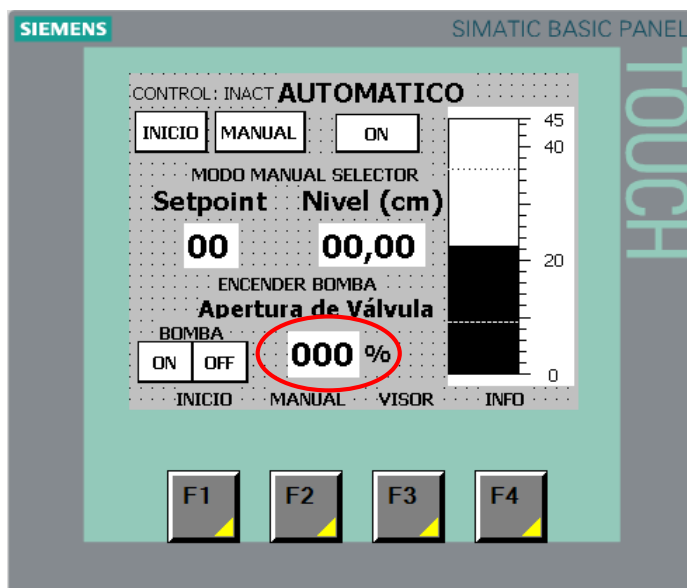 SIEMENS
SIMATIC BASIC PANEL
TOUCH
CONTROL: INACT AUTOMATICO
INICIO MANUAL ON
45
40
MODO MANUAL SELECTOR
Setpoint Nivel (cm)
00 00,00
20
ENCENDER BOMBA
Apertura de Válvula
BOMBA
ON OFF 000 %
0
INICIO MANUAL VISOR INFO
F1 F2 F3 F4